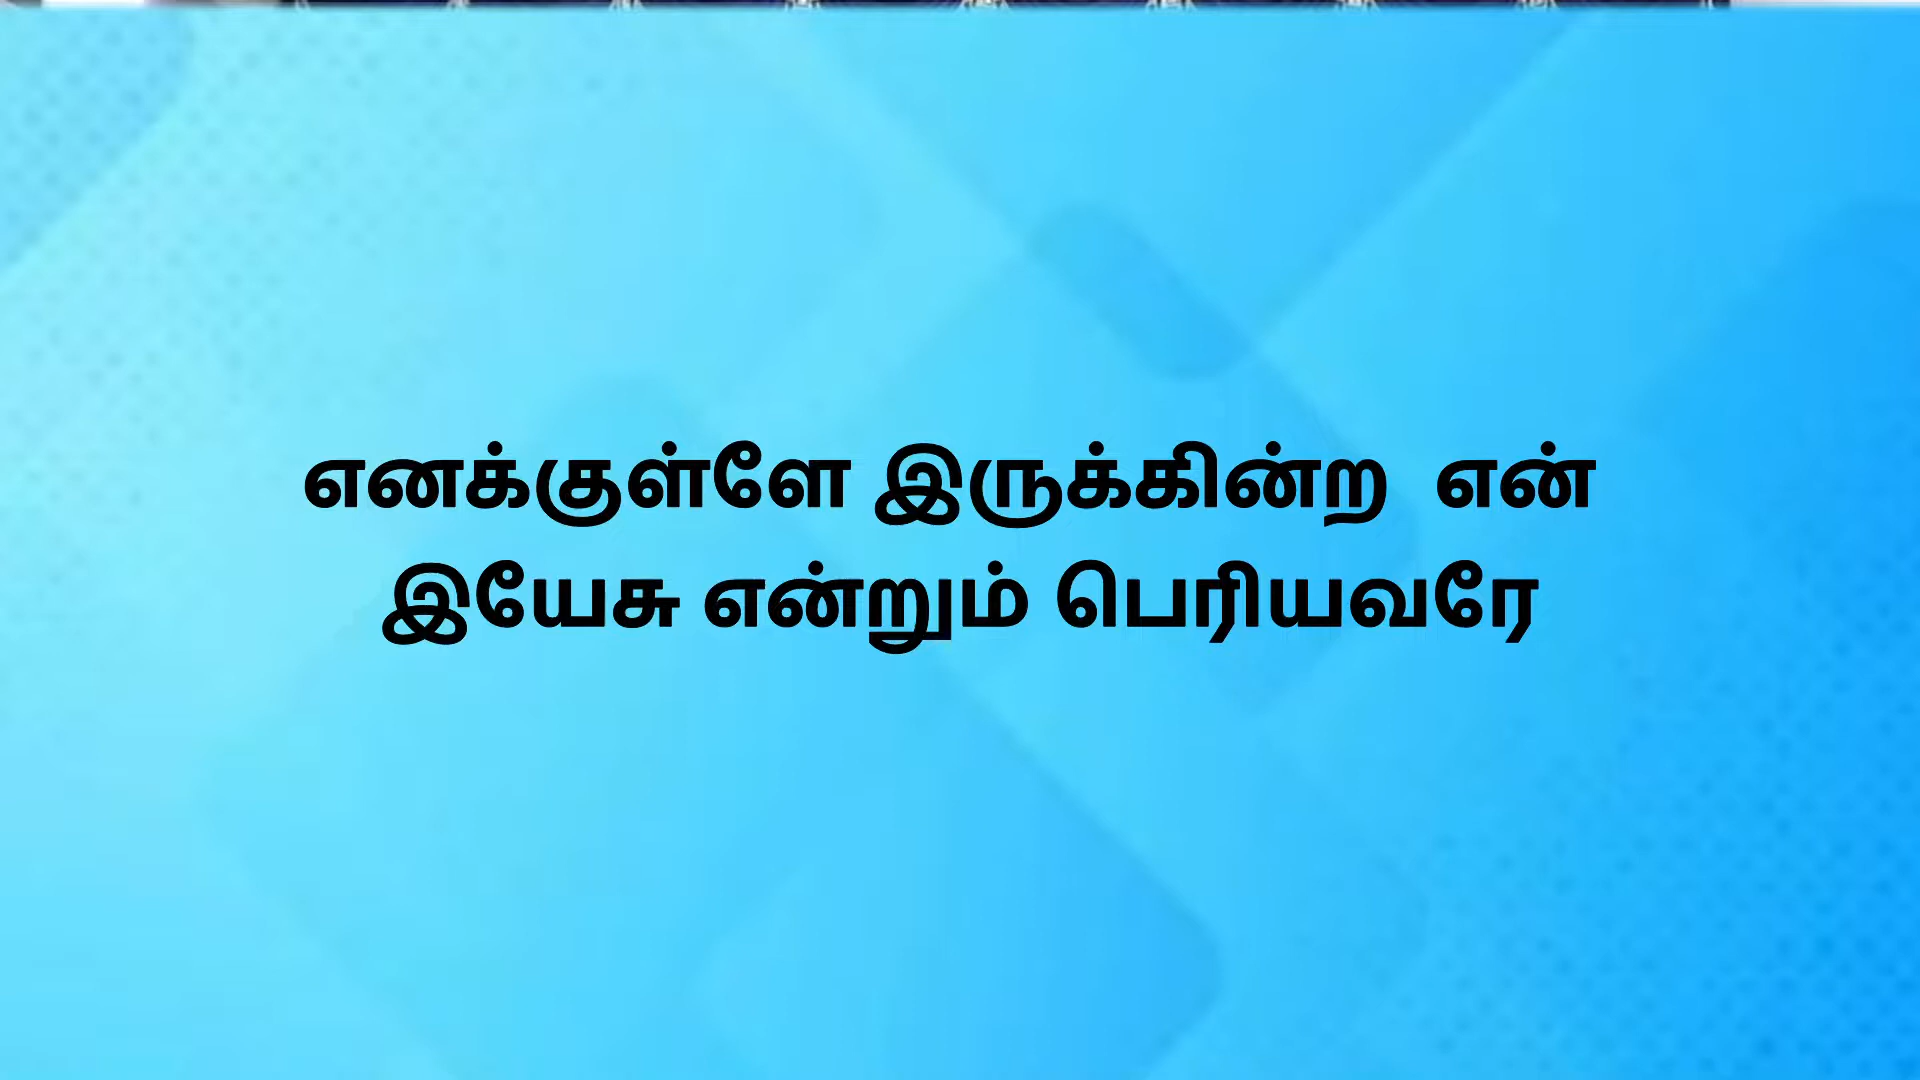 எனக்குள்ளே இருக்கின்ற என்
இயேசு என்றும் பெரியவரே